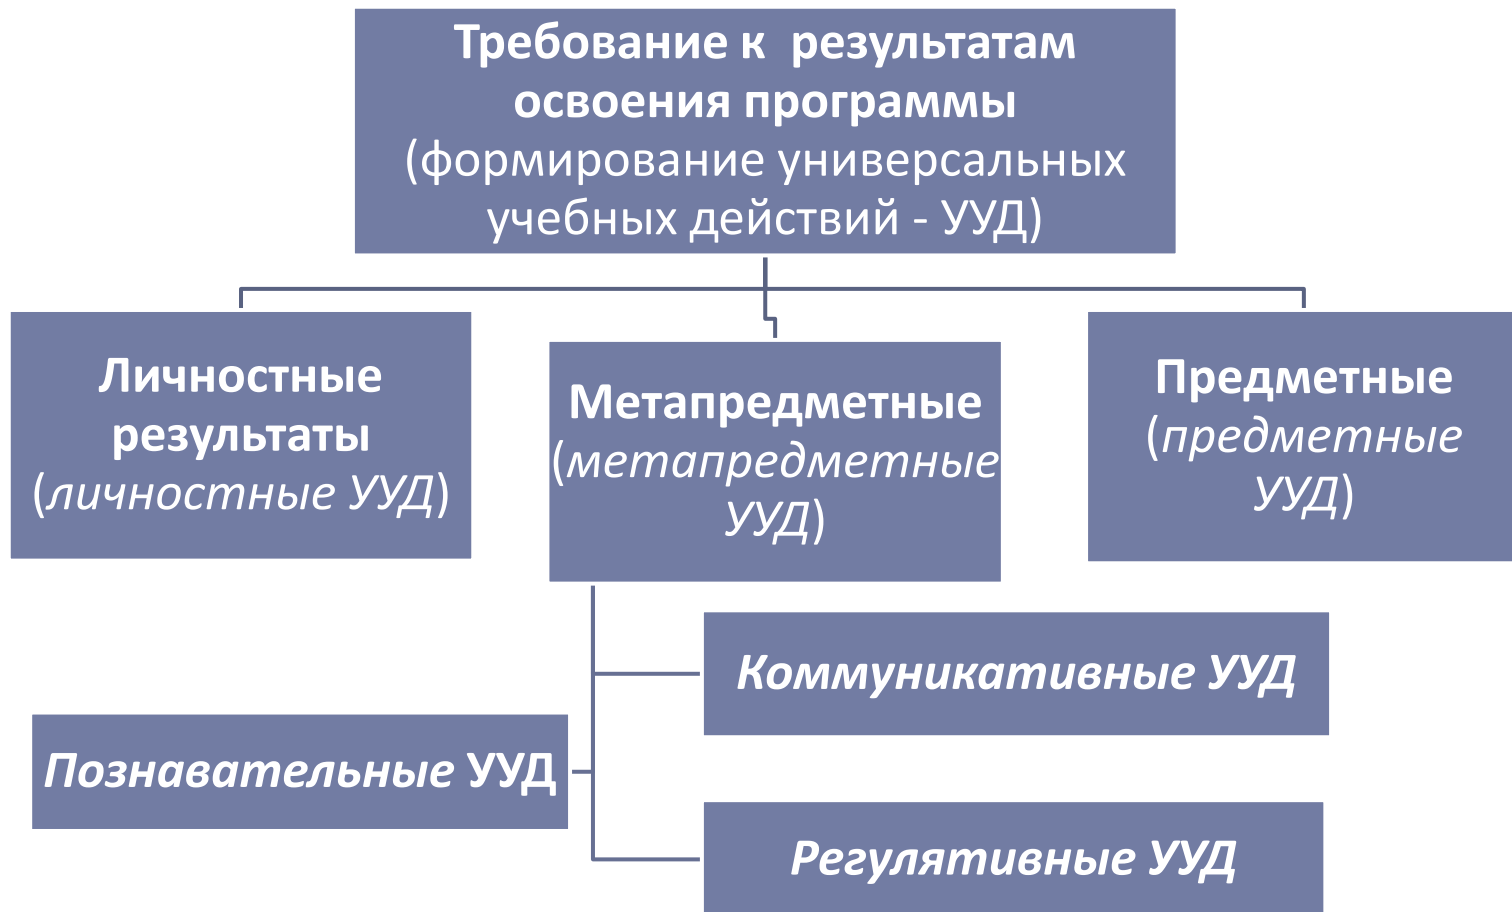 Требование к результатам
освоения программы
(формирование универсальных
учебных действий - УУД)
Личностные
результаты
(личностные УУД)
Метапредметные
(метапредметные
УУД)
Предметные
(предметные
УУД)
Коммуникативные УУД
Познавательные УУД
Регулятивные УУД